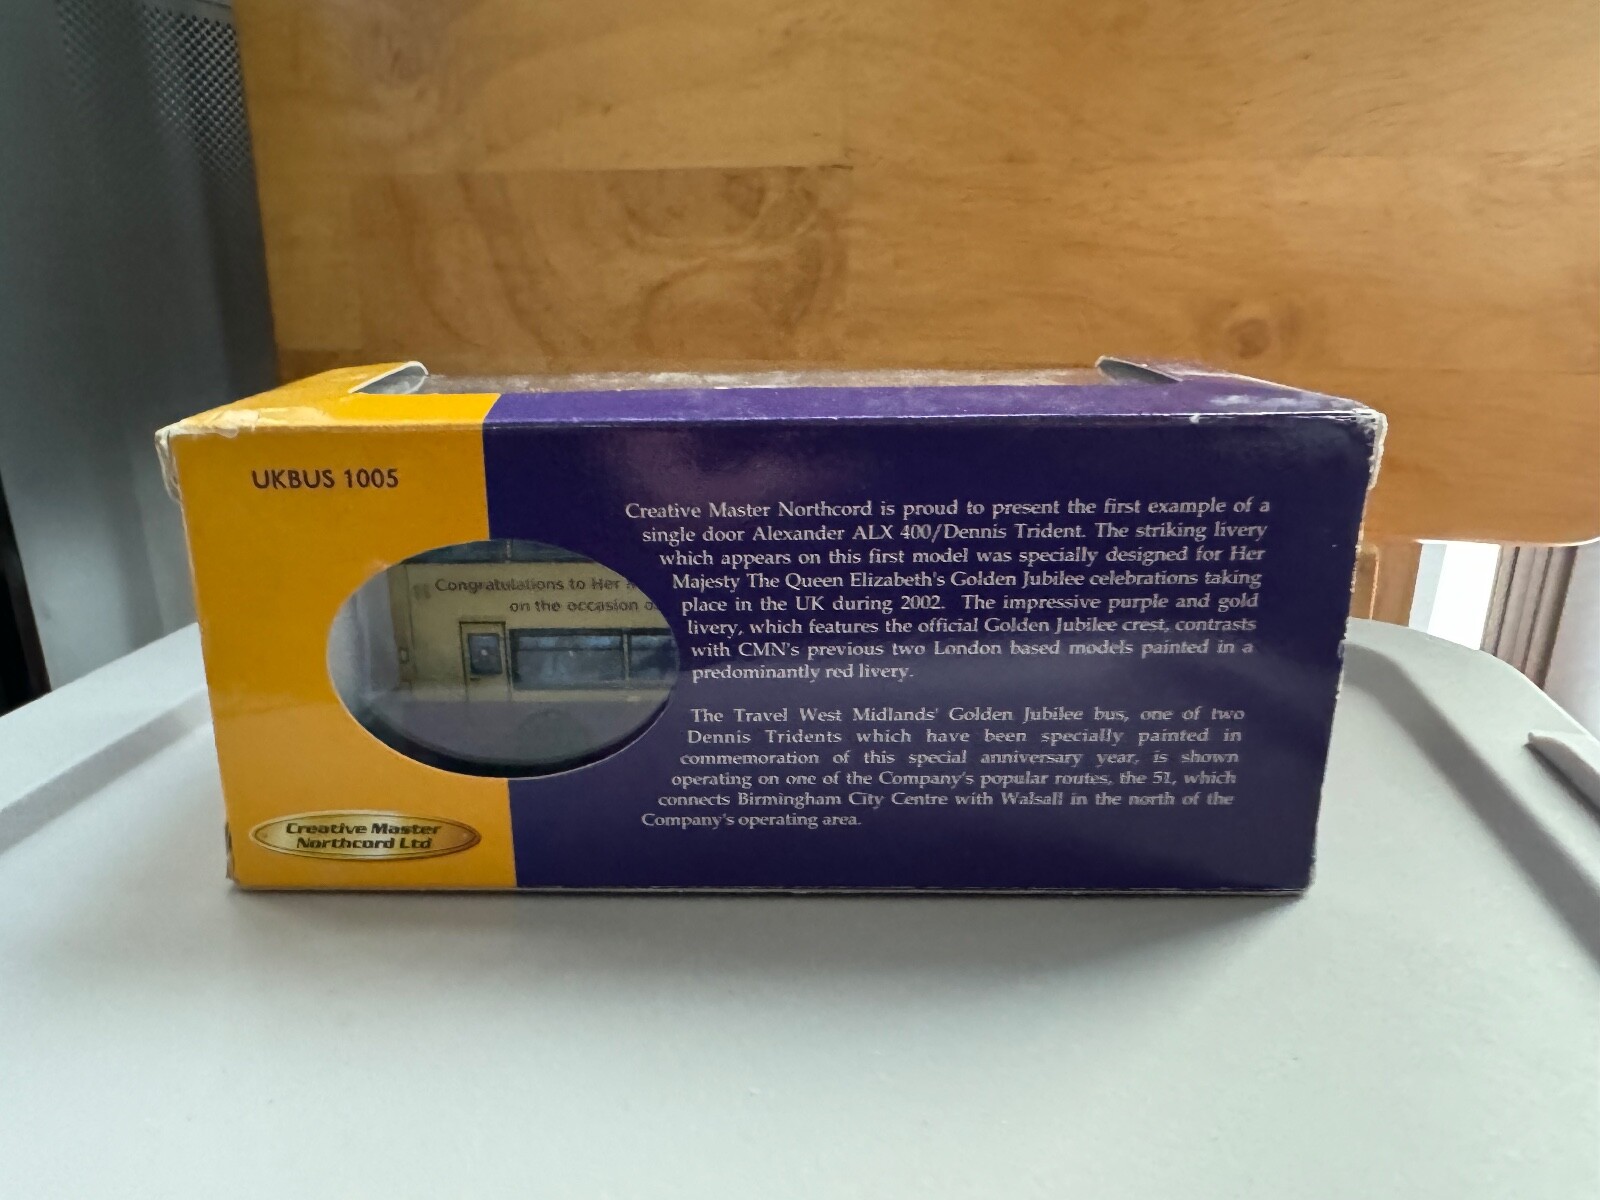 UKBUS 1005
Congratulations to Her
on the occasion
Creative Master
Northcord Ltd
Creative Master Northcord is proud to present the first example of a
single door Alexander ALX 400/Dennis Trident. The striking livery
which appears on this first model was specially designed for Her
Majesty The Queen Elizabeth's Golden Jubilee celebrations taking
place in the UK during 2002. The impressive purple and gold
livery, which features the official Golden Jubilee crest, contrasts
with CMN's previous two London based models painted in a
predominantly red livery.
The Travel West Midlands' Golden Jubilee bus, one of two
Dennis Tridents which have been specially painted in
commemoration of this special anniversary year, is shown
operating on one of the Company's popular routes, the 51, which
connects Birmingham City Centre with Walsall in the north of the
Company's operating area.